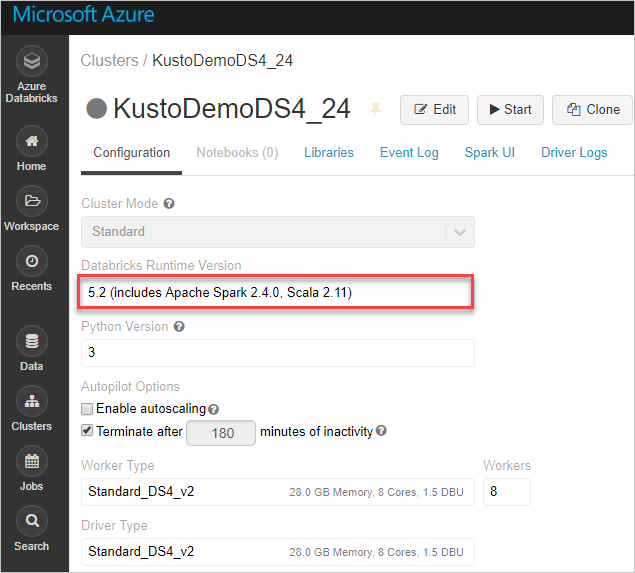 Microsoft Azure
Azure
Databricks
Home
Workspace
Recents
Data
Clusters
Jobs
Search
Clusters / KustoDemoDS4_24
KustoDemoDS4_24
Edit
Start
Clone
Configuration Notebooks (0) Libraries Event Log Spark UI Driver Logs
Cluster Mode ?
Standard
Databricks Runtime Version
5.2 (includes Apache Spark 2.4.0, Scala 2.11)
Python Version ?
3
Autopilot Options
Enable autoscaling ?
Terminate after 180 minutes of inactivity ?
Worker Type Workers
Standard_DS4_v2 28.0 GB Memory, 8 Cores, 1.5 DBU 8
Driver Type
Standard_DS4_v2 28.0 GB Memory, 8 Cores, 1.5 DBU